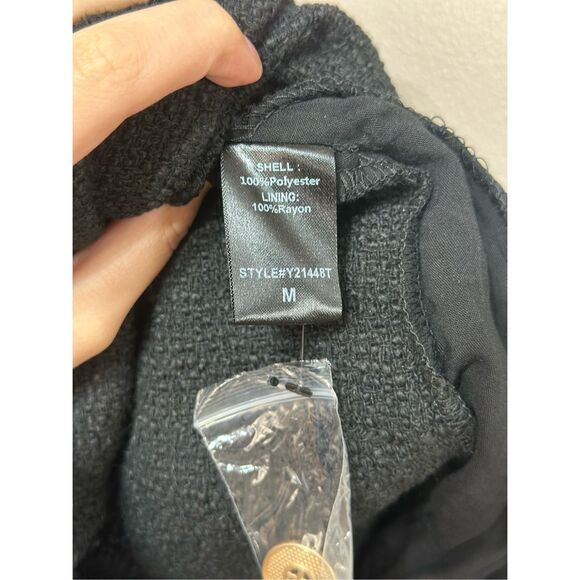 SHELL :
100%Polyester
LINING:
100%Rayon
STYLE#Y21448T
M